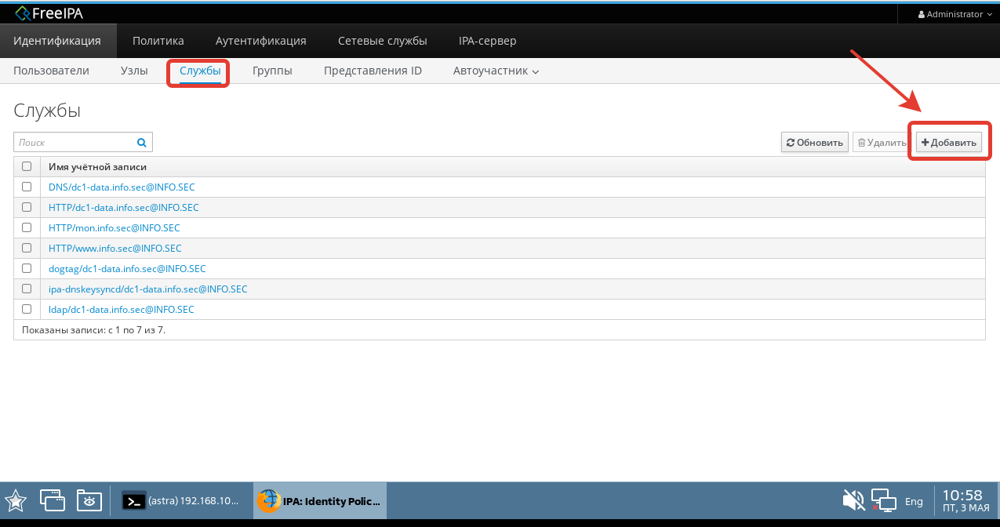 FreeIPA
Administrator
Идентификация Политика Аутентификация Сетевые службы IPA-сервер
Пользователи Узлы Службы Группы Представления ID Автоучастник
Службы
Поиск Обновить Удалить Добавить
Имя учётной записи
DNS/dc1-data.info.sec@INFO.SEC
HTTP/dc1-data.info.sec@INFO.SEC
HTTP/mon.info.sec@INFO.SEC
HTTP/www.info.sec@INFO.SEC
dogtag/dc1-data.info.sec@INFO.SEC
ipa-dnskeysyncd/dc1-data.info.sec@INFO.SEC
ldap/dc1-data.info.sec@INFO.SEC
Показаны записи: с 1 по 7 из 7.
(astra) 192.168.10... IPA: Identity Polic... Eng 10:58
ПТ, 3 МАЯ